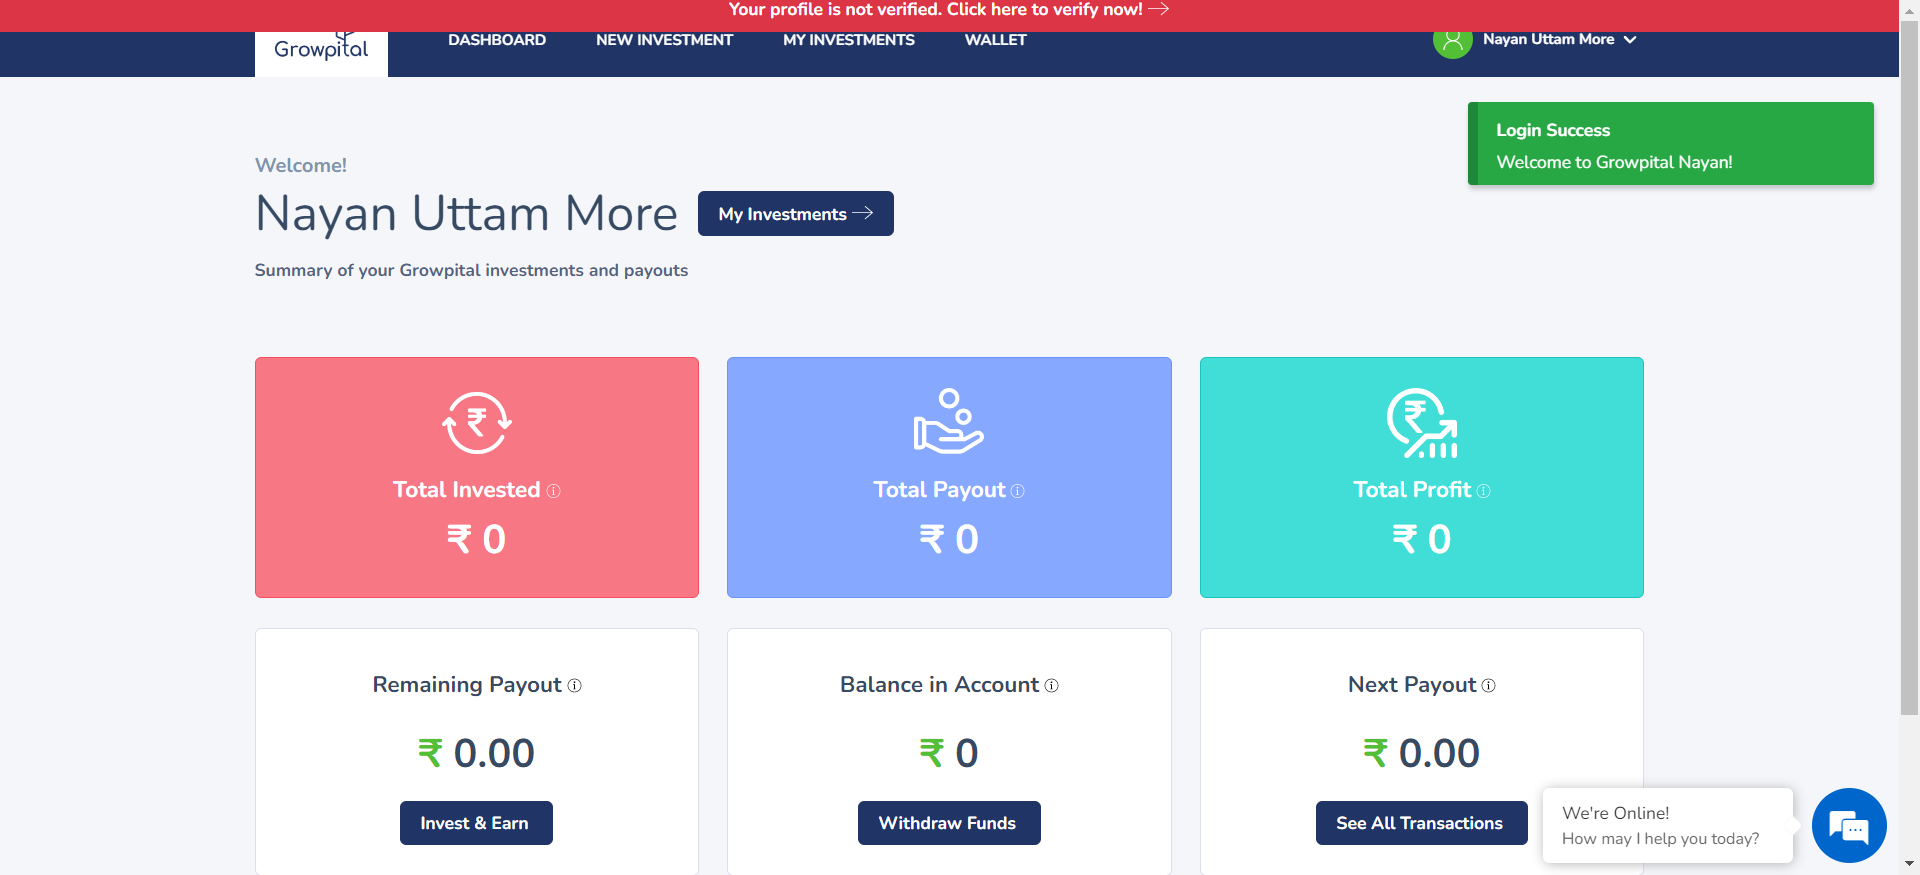 Your profile is not verified. Click here to verify now!
Growpital
DASHBOARD
NEW INVESTMENT
MY INVESTMENTS
WALLET
Nayan Uttam More
Login Success
Welcome to Growpital Nayan!
Welcome!
Nayan Uttam More
My Investments
Summary of your Growpital investments and payouts
Total Invested
₹ 0
Total Payout
₹ 0
Total Profit
₹ 0
Remaining Payout
₹ 0.00
Invest & Earn
Balance in Account
₹ 0
Withdraw Funds
Next Payout
₹ 0.00
See All Transactions
We're Online!
How may I help you today?